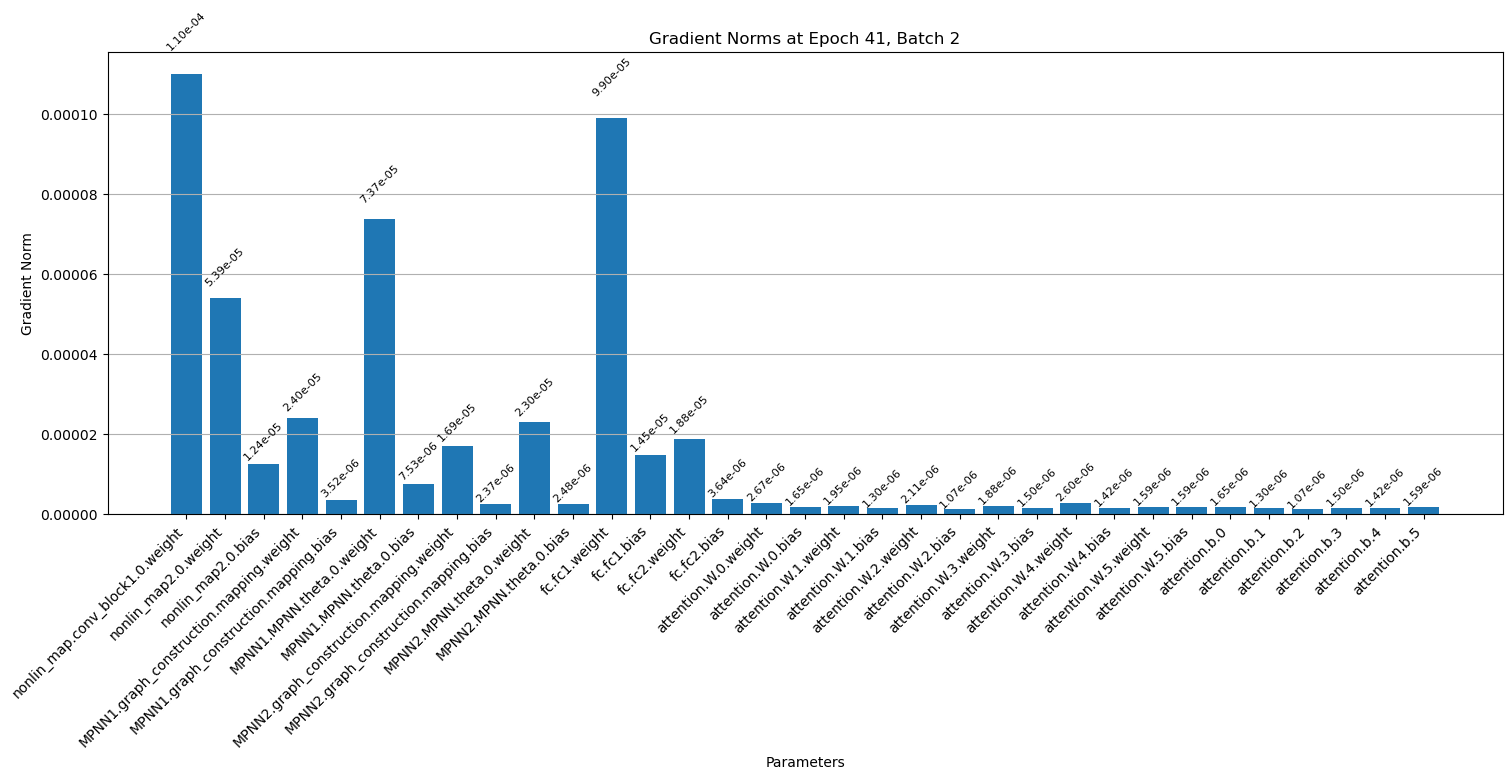 Gradient Norms at Epoch 41, Batch 2
Gradient Norm
0.00010
0.00008
0.00006
0.00004
0.00002
0.00000
1.10e-04
5.39e-05
1.24e-05
2.40e-05
3.52e-06
7.37e-05
7.53e-06
1.69e-05
2.37e-06
2.30e-05
2.48e-06
9.90e-05
1.45e-05
1.88e-05
3.64e-06
2.67e-06
1.65e-06
1.95e-06
1.30e-06
2.11e-06
1.07e-06
1.88e-06
1.50e-06
2.60e-06
1.42e-06
1.59e-06
1.59e-06
1.65e-06
1.30e-06
1.07e-06
1.50e-06
1.42e-06
1.59e-06
nonlin_map.conv_block1.0.weight
nonlin_map2.0.weight
nonlin_map2.0.bias
MPNN1.graph_construction.mapping.weight
MPNN1.graph_construction.mapping.bias
MPNN1.MPNN.theta.0.weight
MPNN1.MPNN.theta.0.bias
MPNN2.graph_construction.mapping.weight
MPNN2.graph_construction.mapping.bias
MPNN2.MPNN.theta.0.weight
MPNN2.MPNN.theta.0.bias
fc.fc1.weight
fc.fc1.bias
fc.fc2.weight
fc.fc2.bias
attention.W.0.weight
attention.W.0.bias
attention.W.1.weight
attention.W.1.bias
attention.W.2.weight
attention.W.2.bias
attention.W.3.weight
attention.W.3.bias
attention.W.4.weight
attention.W.4.bias
attention.W.5.weight
attention.W.5.bias
attention.b.0
attention.b.1
attention.b.2
attention.b.3
attention.b.4
attention.b.5
Parameters